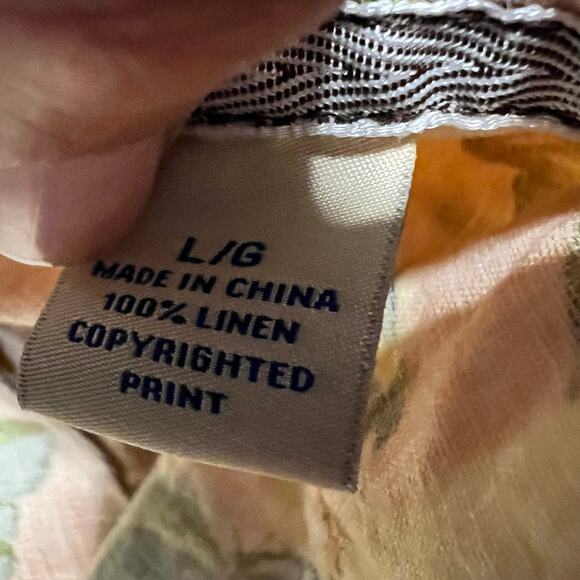 L/G
MADE IN CHINA
100% LINEN
COPYRIGHTED
PRINT